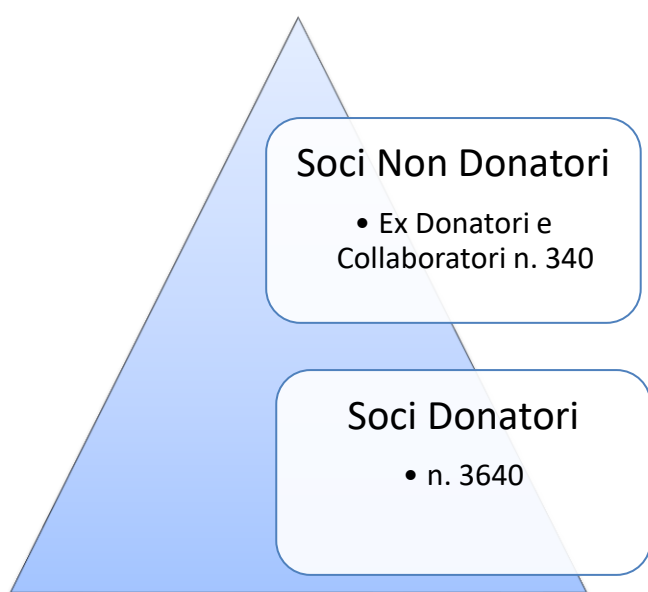 Soci Non Donatori
• Ex Donatori e
Collaboratori n. 340
Soci Donatori
• n. 3640